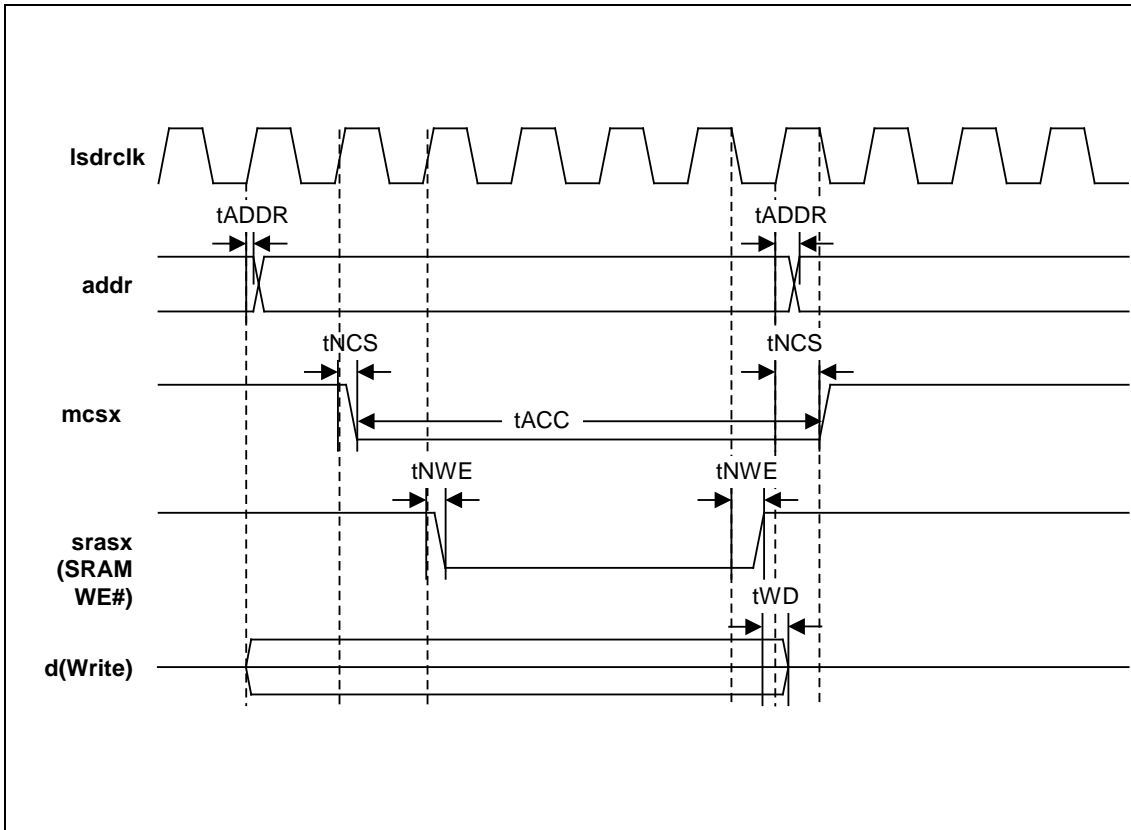 lsdrclk
tADDR
tADDR
addr
tNCS
tNCS
mcsx
tACC
tNWE
tNWE
srasx
(SRAM
WE#)
tWD
d(Write)